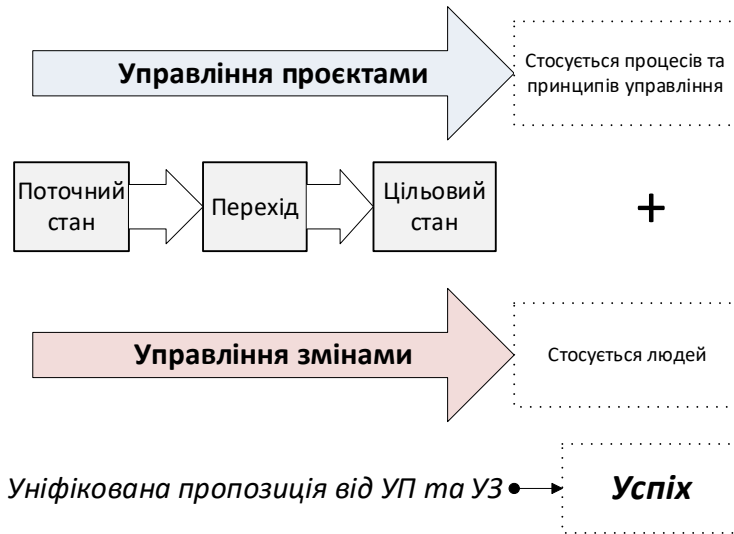 Управління проєктами
Стосується процесів та
принципів управління
Поточний
стан
Перехід
Цільовий
стан
+
Управління змінами
Стосується людей
Уніфікована пропозиція від УП та УЗ
Успіх